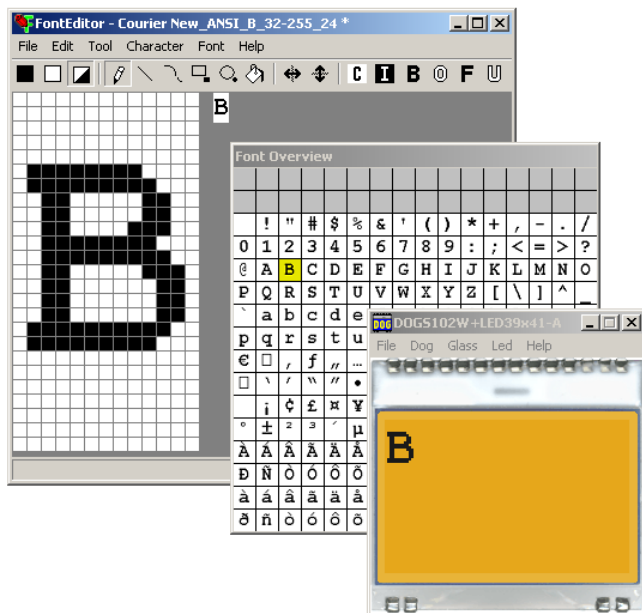 FontEditor - Courier New_ANSI_B_32-255_24 *
File Edit Tool Character Font Help
C I B O F U
B
Font Overview
! " # $ % & ' ( ) * + , - . /
0 1 2 3 4 5 6 7 8 9 : ; < = > ?
@ A B C D E F G H I J K L M N O
P Q R S T U V W X Y Z [ \ ] ^ _
` a b c d e
p q r s t u
€ □ ‚ ƒ „ …
□ ‘ ’ “ ” •
¡ ¢ £ ¤ ¥
° ± ² ³ ´ µ
À Á Â Ã Ä Å
Ð Ñ Ò Ó Ô Õ
à á â ã ä å
ð ñ ò ó ô õ
DOGS102W+LED39x41-A
File Dog Glass Led Help
B